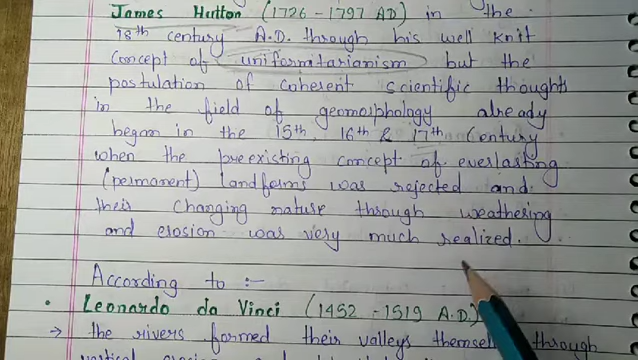 James Hutton (1726-1797 AD) in the
18th century A.D. through his well knit
concept of uniformitarianism but the
postulation of coherent scientific thoughts
in the field of geomorphology already
began in the 15th, 16th & 17th Century
when the preexisting concept of everlasting
(permanent) landforms was rejected and
their changing nature through weathering
and erosion was very much realized.
According to :-
• Leonardo da Vinci (1452 -1519 A.D.)
→ the rivers formed their valleys themsel through
vertical